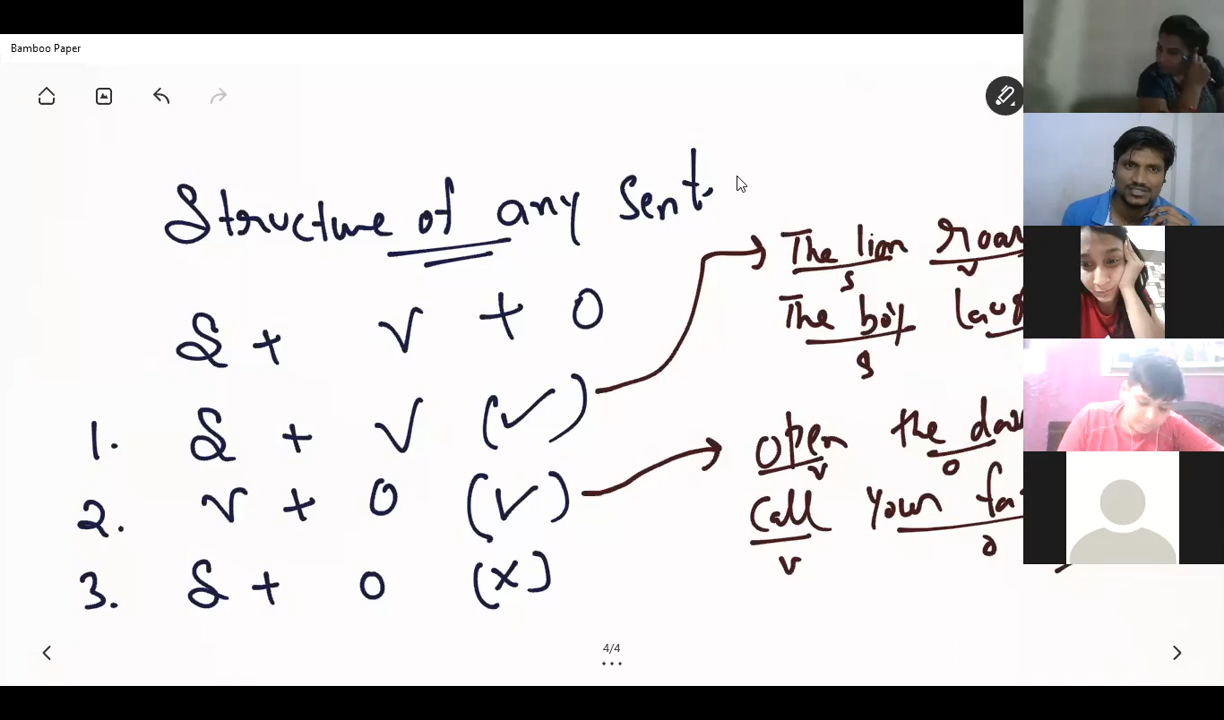 Bamboo Paper
Structure of any Sent.
S + V + O
1. S + V (✓)
2. V + O (✓)
3. S + O (×)
The lion roar
S V
The boy laug
S
Open the
V O
Call your fa
V O
4/4